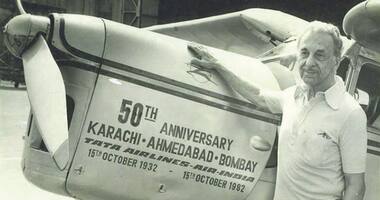 50TH
ANNIVERSARY
KARACHI·AHMEDABAD·BOMBAY
TATA AIRLINES-AIR-INDIA
15TH OCTOBER 1932 - 15TH OCTOBER 1982